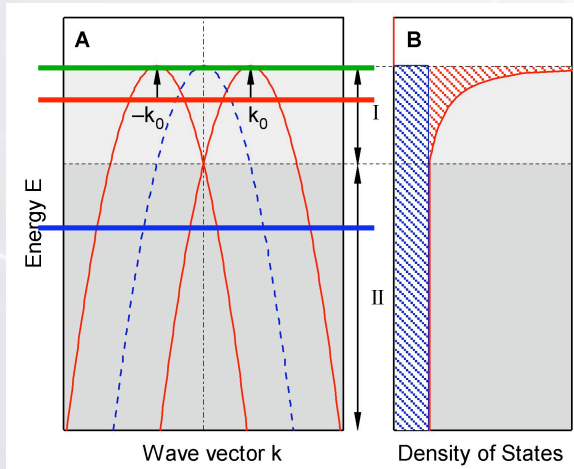 A
B
−k0
k0
I
II
Energy E
Wave vector k
Density of States